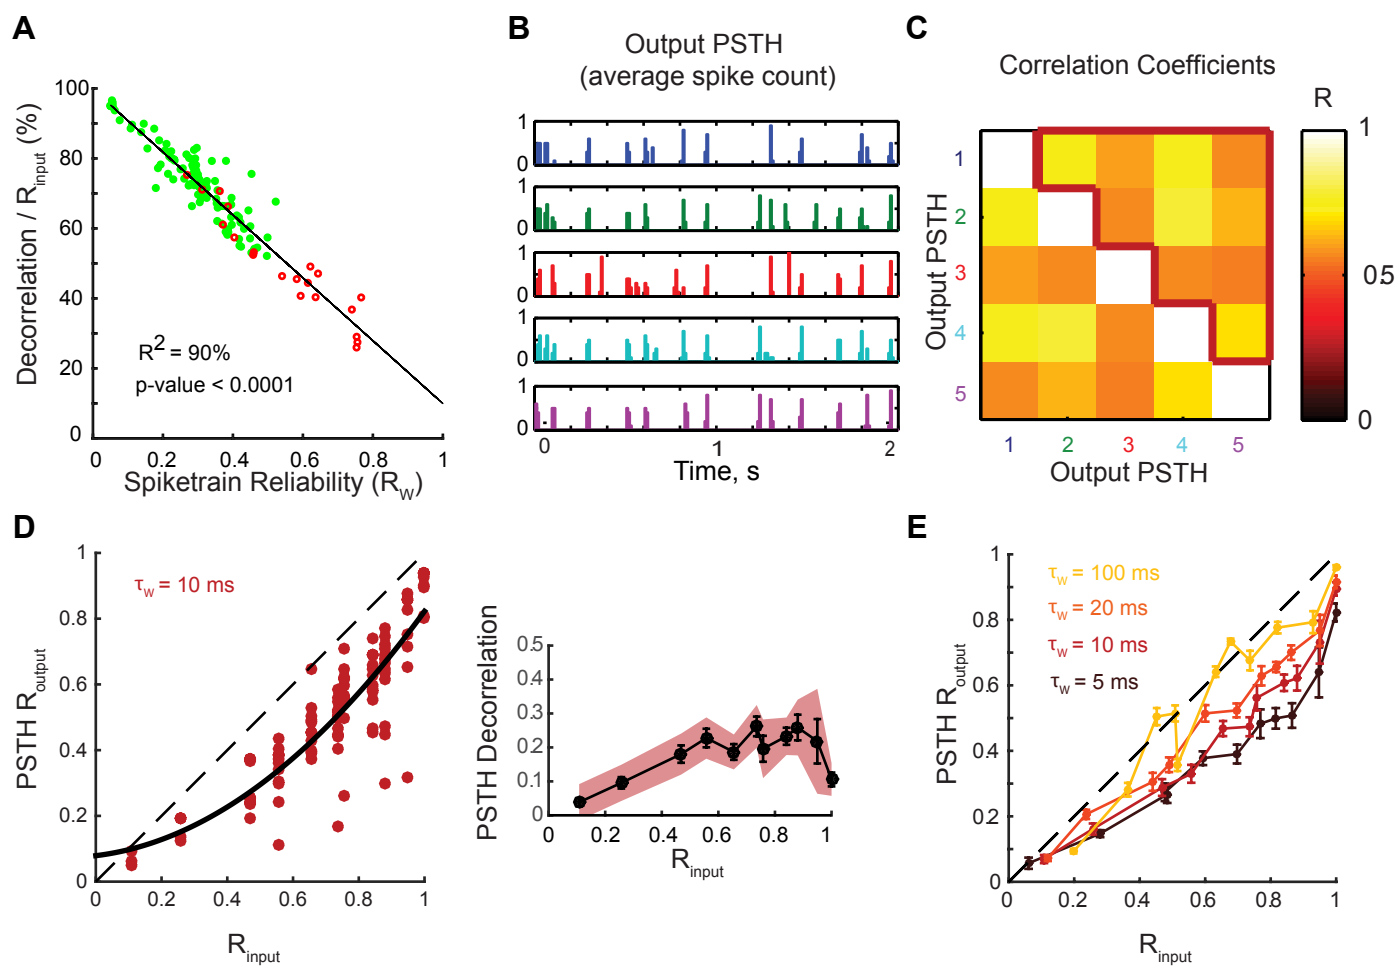 A
Decorrelation / Rinput (%)
100
80
60
40
20
0
R2 = 90%
p-value < 0.0001
0 0.2 0.4 0.6 0.8 1
Spiketrain Reliability (RW)
B
Output PSTH
(average spike count)
1
0
1
0
1
0
1
0
1
0
0 1 2
Time, s
C
Correlation Coefficients
R
1
0.5
0
Output PSTH
1
2
3
4
5
1 2 3 4 5
Output PSTH
D
PSTH Routput
1
0.8
0.6
0.4
0.2
0
τw = 10 ms
0 0.2 0.4 0.6 0.8 1
Rinput
PSTH Decorrelation
0.5
0.4
0.3
0.2
0.1
0
0 0.2 0.4 0.6 0.8 1
Rinput
E
PSTH Routput
1
0.8
0.6
0.4
0.2
0
τw = 100 ms
τw = 20 ms
τw = 10 ms
τw = 5 ms
0 0.2 0.4 0.6 0.8 1
Rinput